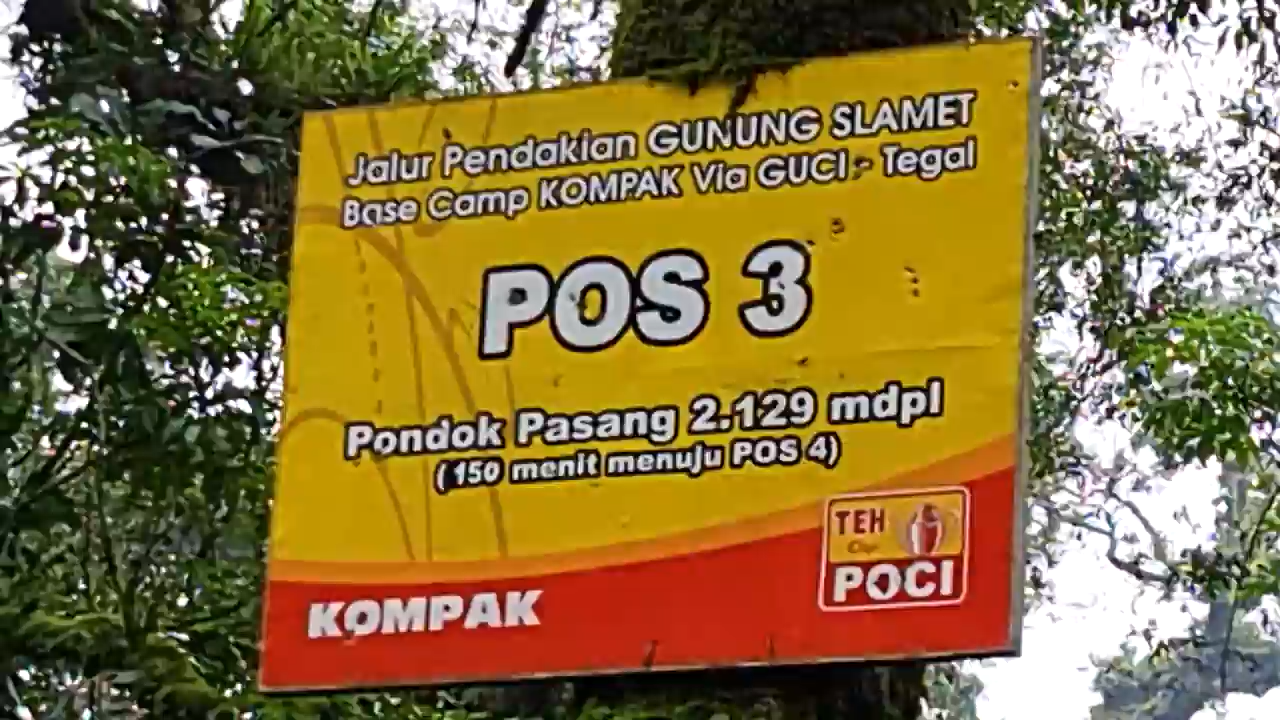 Jalur Pendakian GUNUNG SLAMET
Base Camp KOMPAK Via GUCI - Tegal
POS 3
Pondok Pasang 2.129 mdpl
(150 menit menuju POS 4)
TEH
POCI
KOMPAK